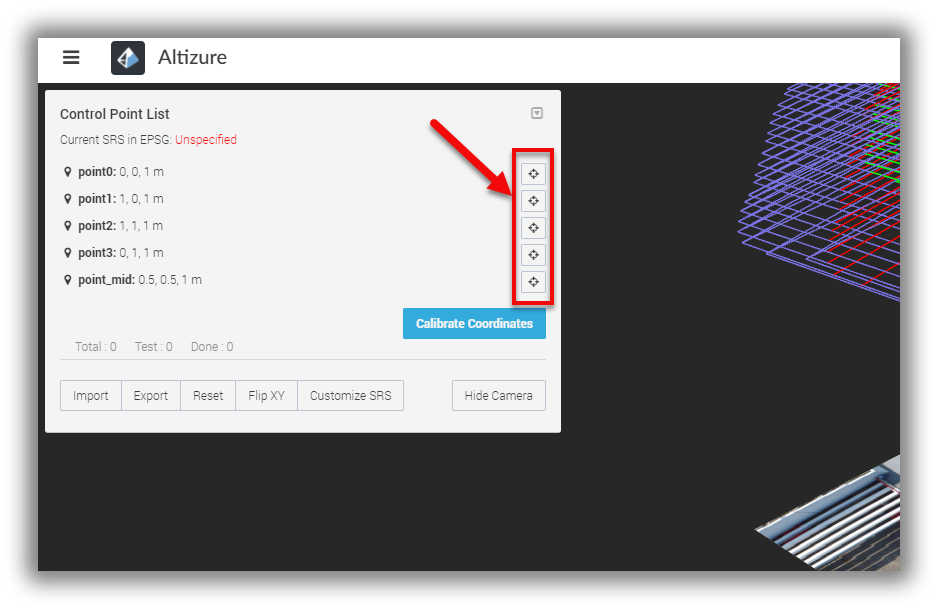 Altizure
Control Point List
Current SRS in EPSG: Unspecified
point0: 0, 0, 1 m
point1: 1, 0, 1 m
point2: 1, 1, 1 m
point3: 0, 1, 1 m
point_mid: 0.5, 0.5, 1 m
Calibrate Coordinates
Total : 0 Test : 0 Done : 0
Import Export Reset Flip XY Customize SRS Hide Camera